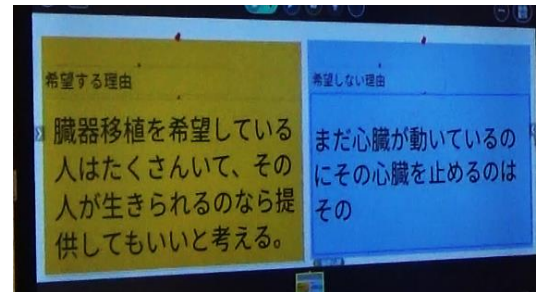 希望する理由
臓器移植を希望している
人はたくさんいて、その
人が生きられるのなら提
供してもいいと考える。
希望しない理由
まだ心臓が動いているの
にその心臓を止めるのは
その